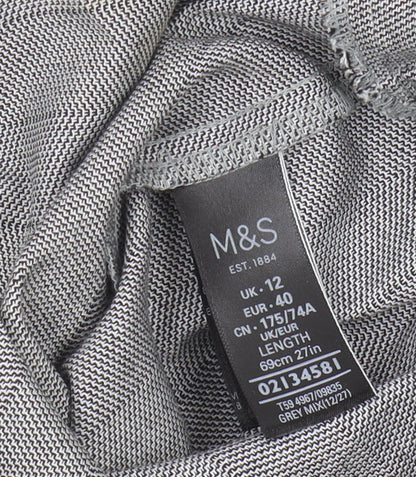 M&S
EST. 1884
UK · 12
EUR · 40
CN · 175/74A
UK/EUR
LENGTH
69cm 27in
02134581
T59 4967/09835
GREY MIX(12/27)